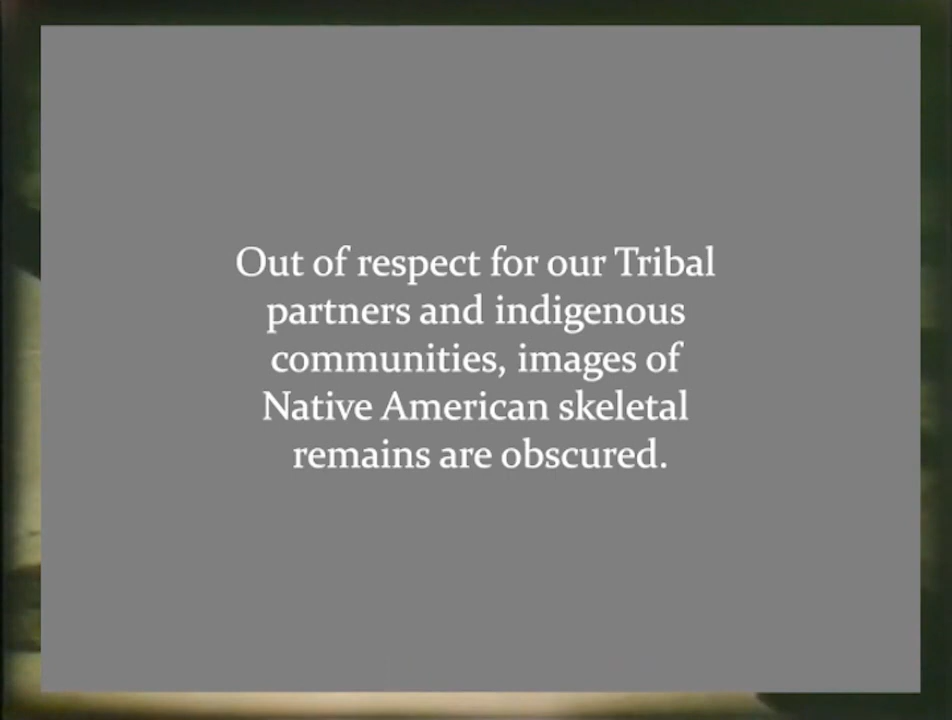 Out of respect for our Tribal
partners and indigenous
communities, images of
Native American skeletal
remains are obscured.